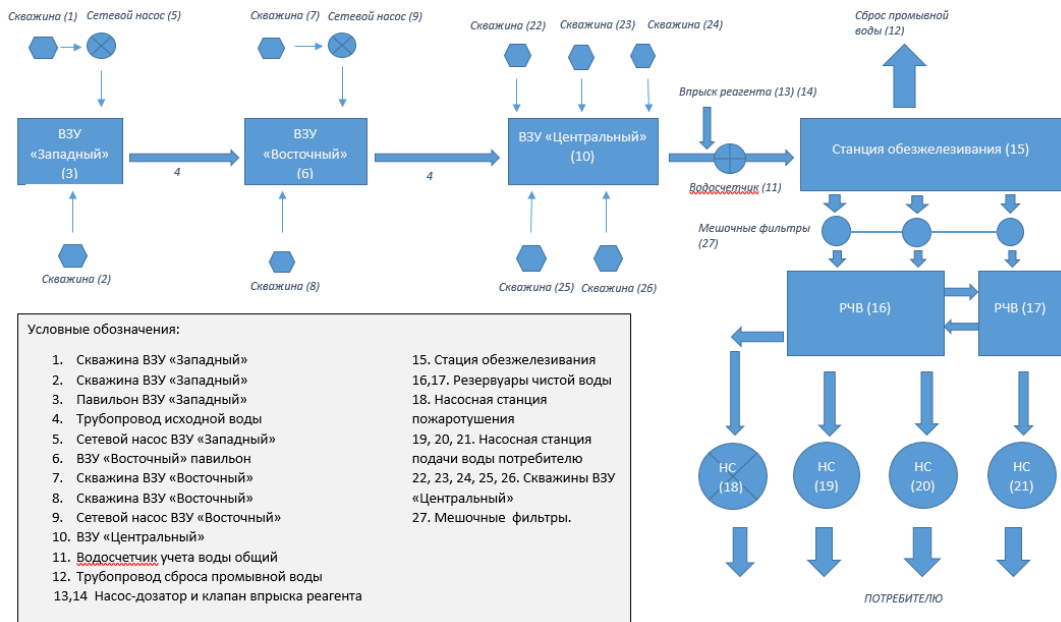 Скважина (1)
Сетевой насос (5)
Скважина (7)
Сетевой насос (9)
Скважина (22)
Скважина (23)
Скважина (24)
Сброс промывной
воды (12)
Впрыск реагента (13) (14)
ВЗУ
«Западный»
(3)
4
ВЗУ
«Восточный»
(6)
4
ВЗУ «Центральный»
(10)
Водосчетчик (11)
Станция обезжелезивания (15)
Мешочные фильтры
(27)
Скважина (2)
Скважина (8)
Скважина (25)
Скважина (26)
РЧВ (16)
РЧВ (17)
НС
(18)
НС
(19)
НС
(20)
НС
(21)
ПОТРЕБИТЕЛЮ
Условные обозначения:
1. Скважина ВЗУ «Западный»
2. Скважина ВЗУ «Западный»
3. Павильон ВЗУ «Западный»
4. Трубопровод исходной воды
5. Сетевой насос ВЗУ «Западный»
6. ВЗУ «Восточный» павильон
7. Скважина ВЗУ «Восточный»
8. Скважина ВЗУ «Восточный»
9. Сетевой насос ВЗУ «Восточный»
10. ВЗУ «Центральный»
11. Водосчетчик учета воды общий
12. Трубопровод сброса промывной воды
13,14 Насос-дозатор и клапан впрыска реагента
15. Стация обезжелезивания
16,17. Резервуары чистой воды
18. Насосная станция
пожаротушения
19, 20, 21. Насосная станция
подачи воды потребителю
22, 23, 24, 25, 26. Скважины ВЗУ
«Центральный»
27. Мешочные фильтры.